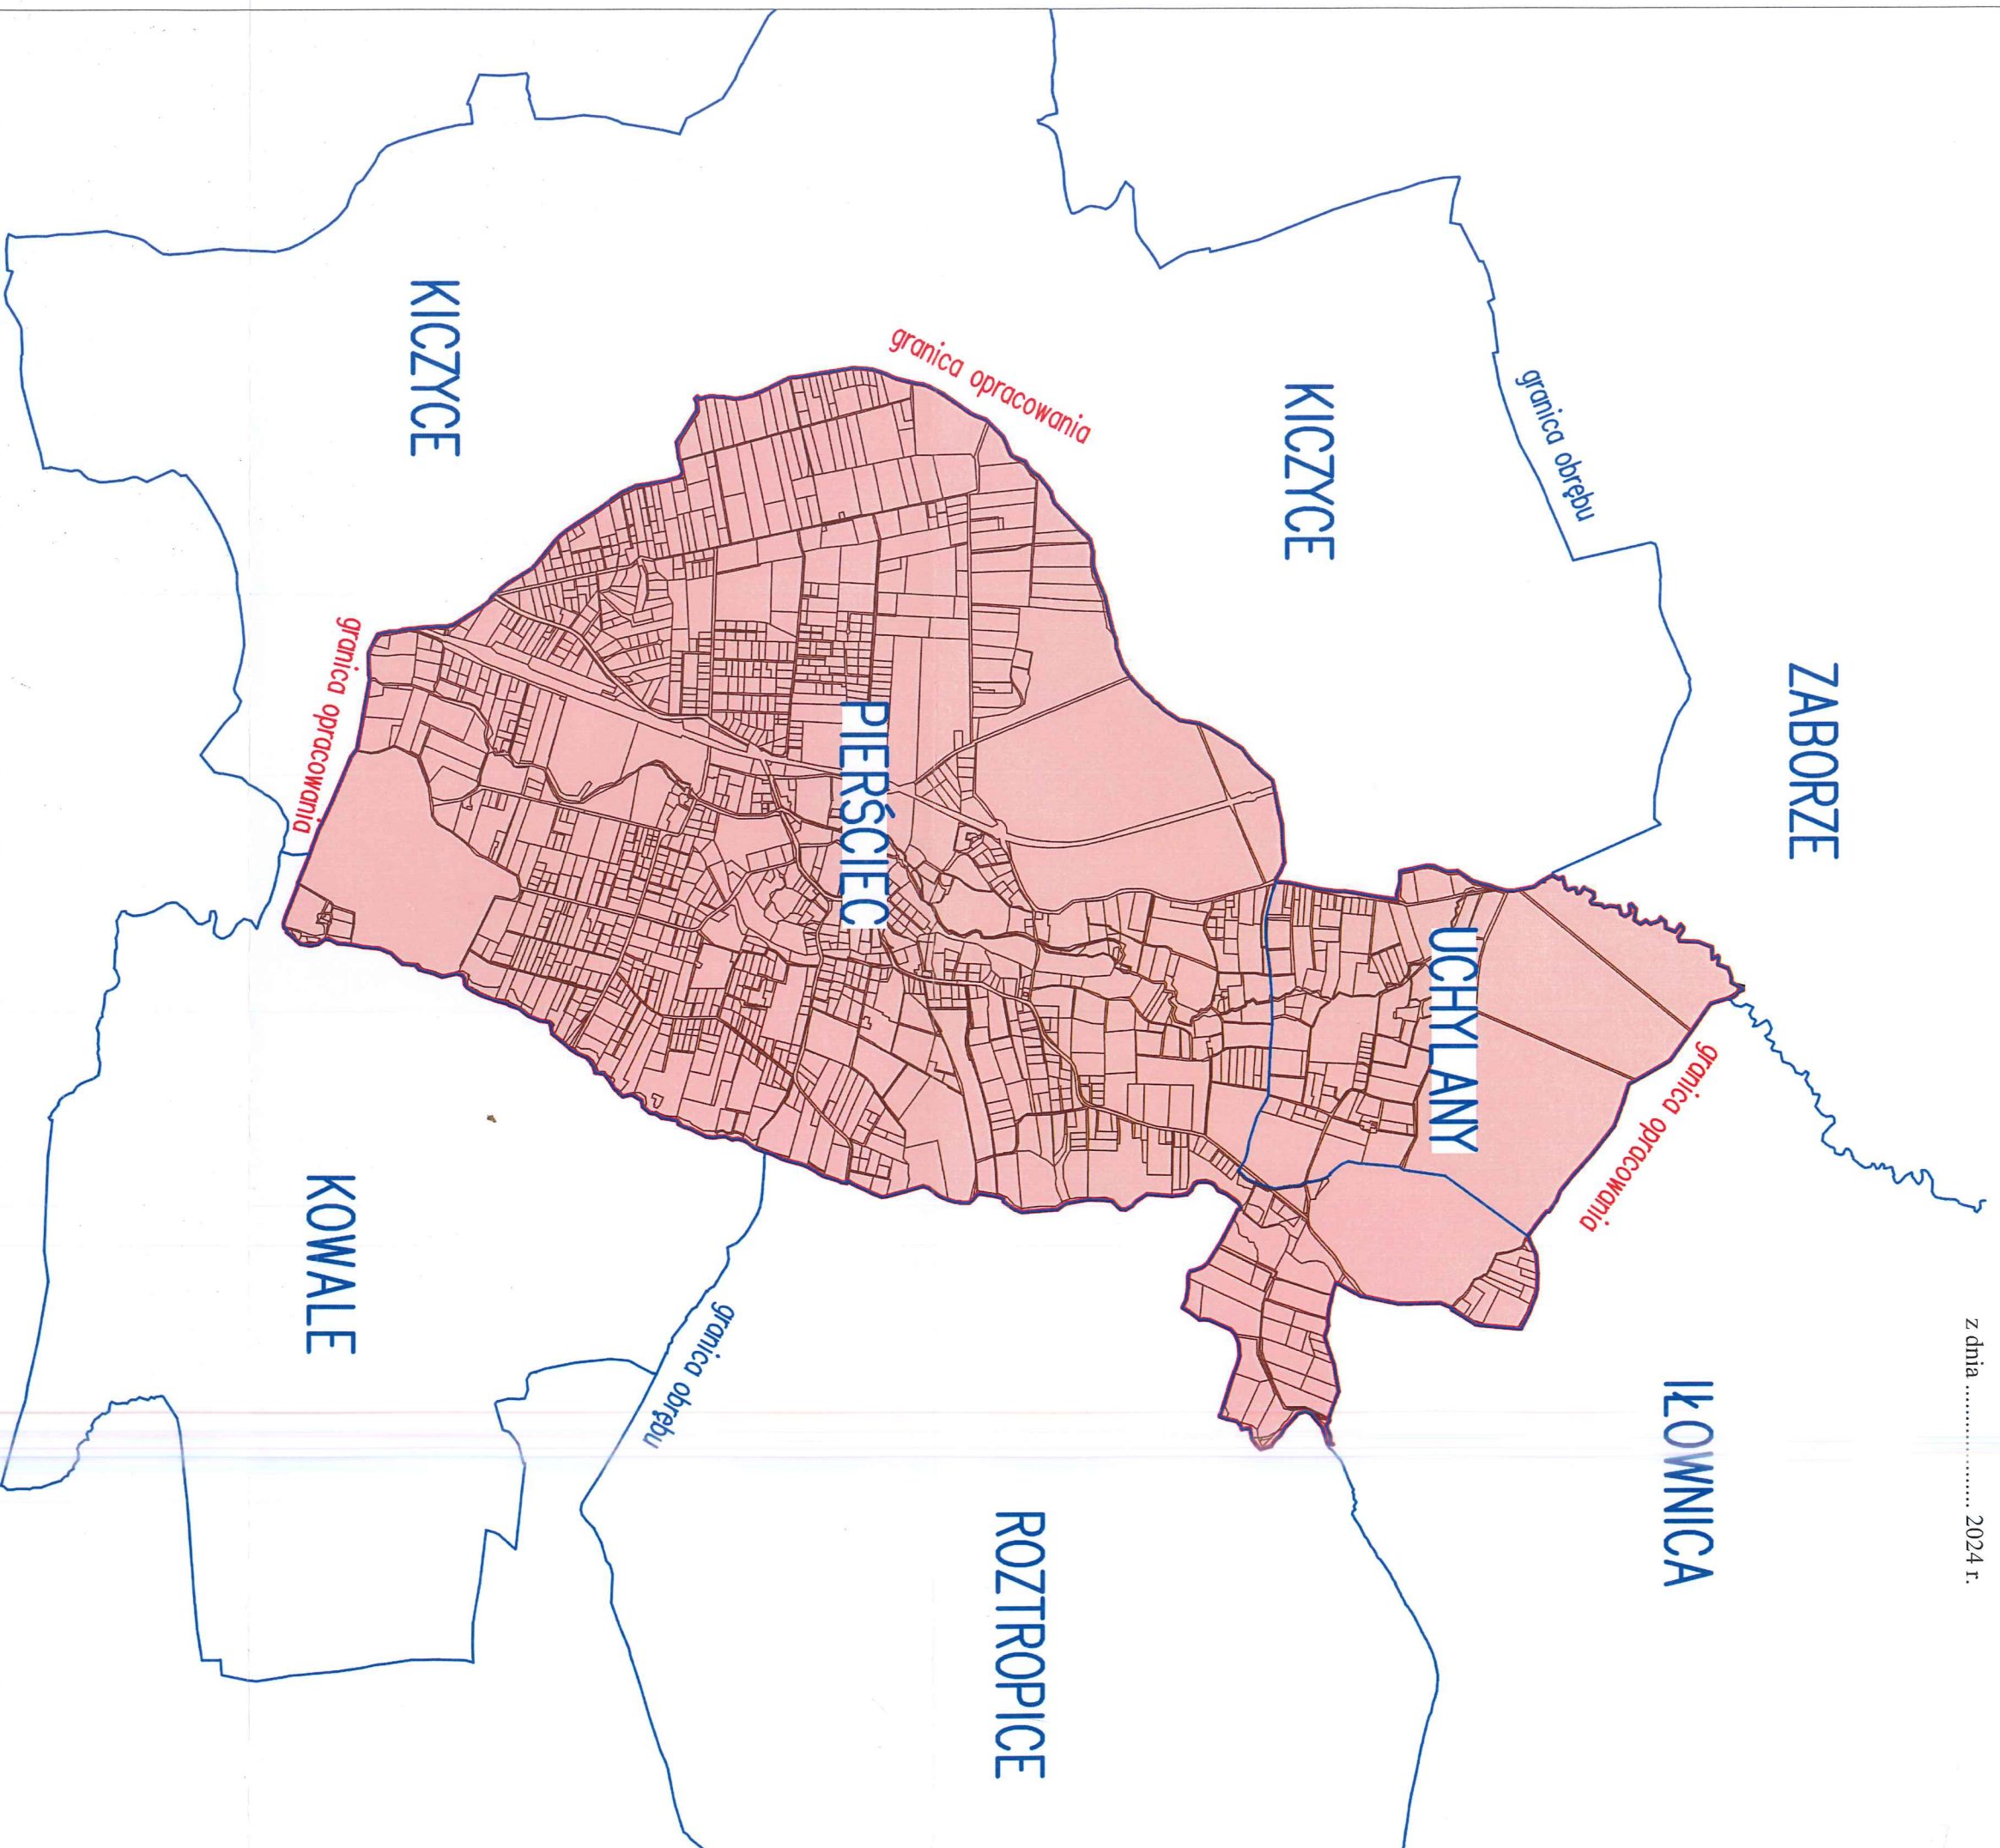 z dnia ........................ 2024 r.
ZABORZE
IŁOWNICA
granica opracowania
granica obrębu
UCHYLANY
KICZYCE
granica opracowania
ROZTROPICE
PIERŚCIEC
granica obrębu
KICZYCE
granica opracowania
KOWALE